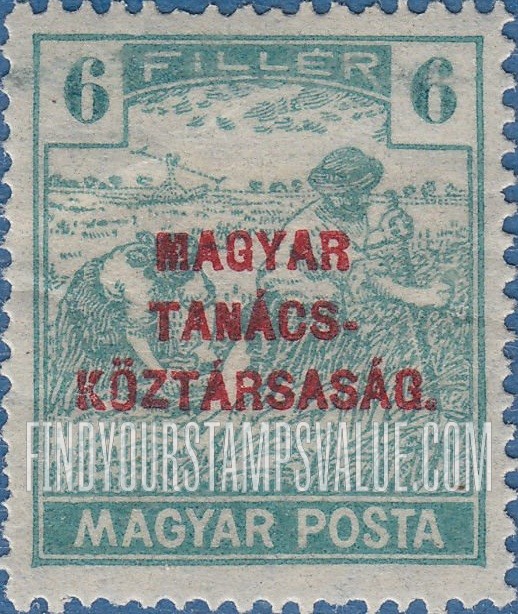 6 FILLÉR 6
MAGYAR
TANÁCS-
KÖZTÁRSASÁG.
FINDYOURSTAMPSVALUE.COM
MAGYAR POSTA